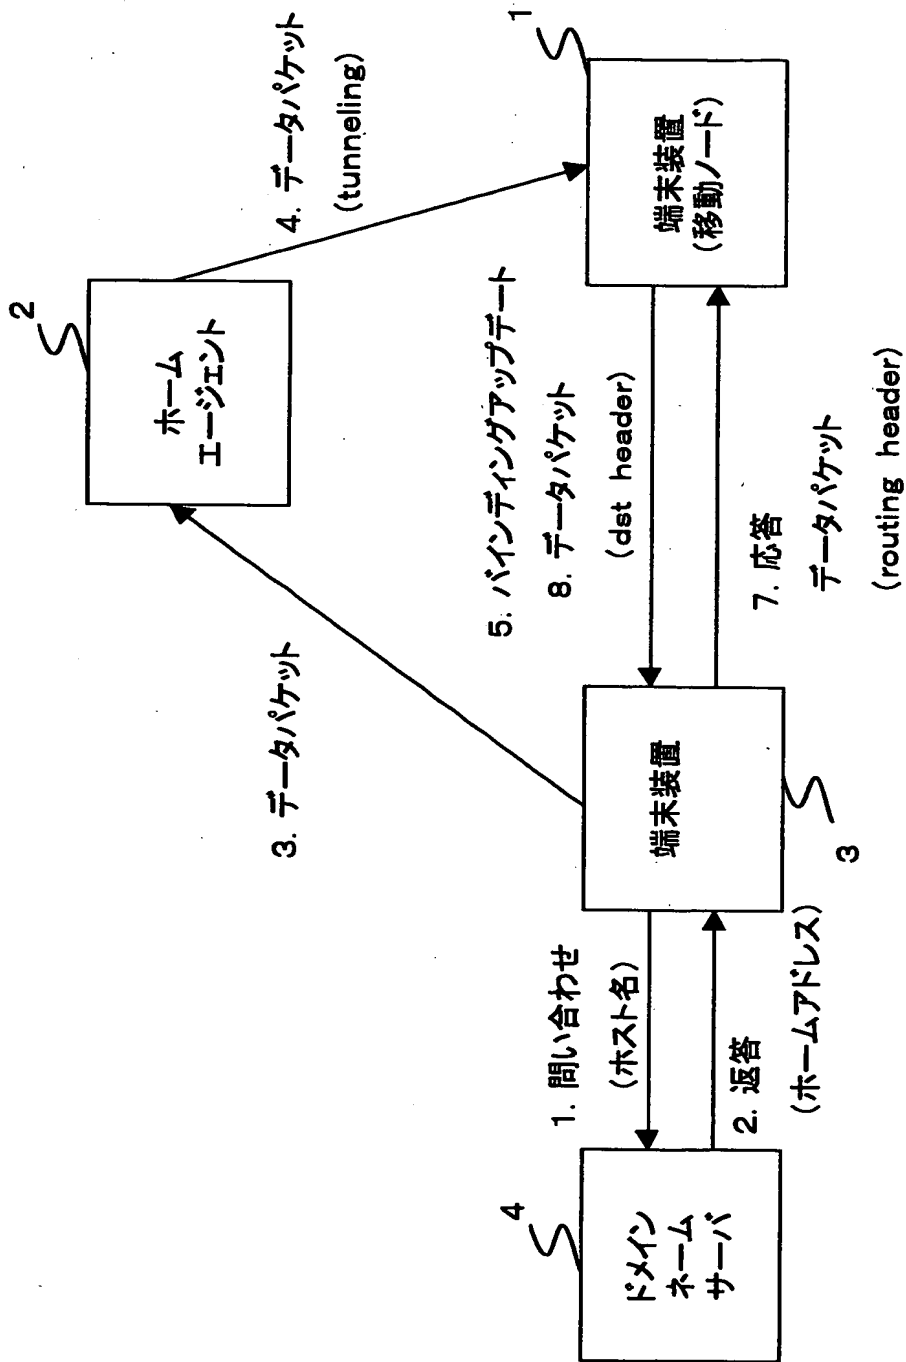 2
ホーム
エージェント
4. データパケット
(tunneling)
3. データパケット
5. バインディングアップデート
8. データパケット
(dst header)
1
端末装置
(移動ノード)
7. 応答
データパケット
(routing header)
端末装置
3
1. 問い合わせ
(ホスト名)
2. 返答
(ホームアドレス)
4
ドメイン
ネーム
サーバ